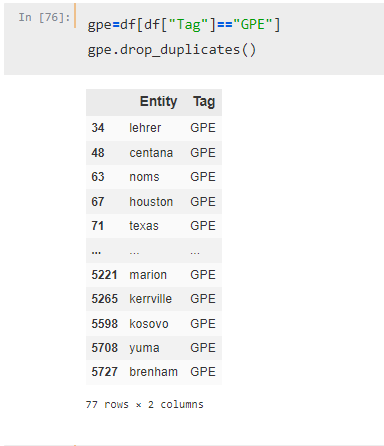 In [76]:
gpe=df[df["Tag"]=="GPE"]
gpe.drop_duplicates()
Entity Tag
34 lehrer GPE
48 centana GPE
63 noms GPE
67 houston GPE
71 texas GPE
... ... ...
5221 marion GPE
5265 kerrville GPE
5598 kosovo GPE
5708 yuma GPE
5727 brenham GPE
77 rows × 2 columns